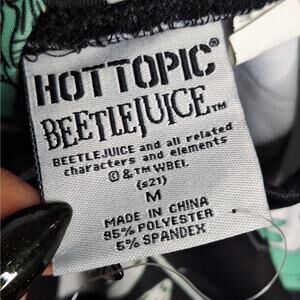 HOTTOPIC®
BEETLEJUICE™
BEETLEJUICE and all related
characters and elements
© & ™ WBEI.
(s21)
M
MADE IN CHINA
95% POLYESTER
5% SPANDEX